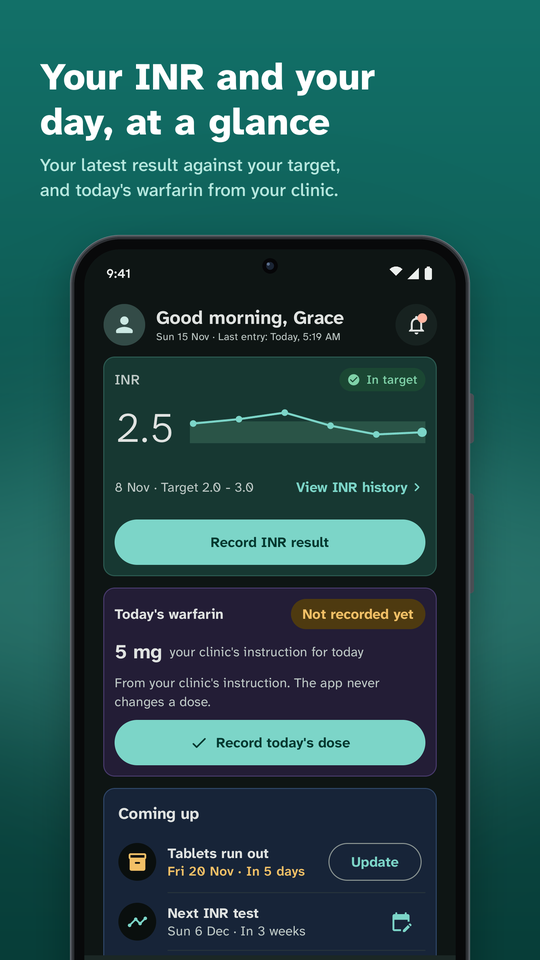 Your INR and your
day, at a glance
Your latest result against your target,
and today's warfarin from your clinic.
9:41
Good morning, Grace
Sun 15 Nov · Last entry: Today, 5:19 AM
INR
In target
2.5
8 Nov · Target 2.0 - 3.0
View INR history
Record INR result
Today's warfarin
Not recorded yet
5 mg your clinic's instruction for today
From your clinic's instruction. The app never
changes a dose.
Record today's dose
Coming up
Tablets run out
Fri 20 Nov · In 5 days
Update
Next INR test
Sun 6 Dec · In 3 weeks